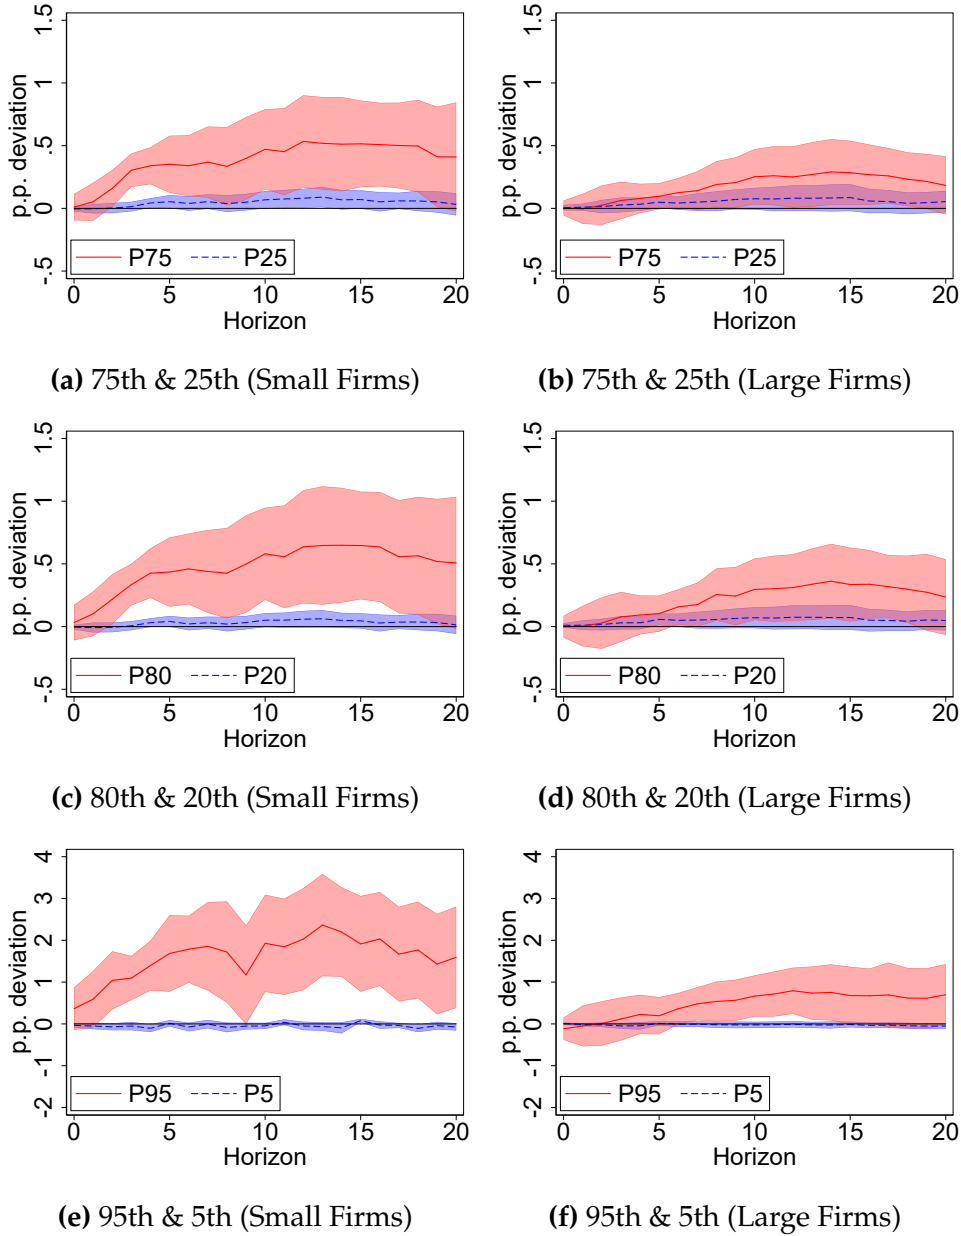 1.5
1
.5
0
-.5
p.p. deviation
P75 P25
0 5 10 15 20
Horizon
(a) 75th & 25th (Small Firms)
1.5
1
.5
0
-.5
p.p. deviation
P75 P25
0 5 10 15 20
Horizon
(b) 75th & 25th (Large Firms)
1.5
1
.5
0
-.5
p.p. deviation
P80 P20
0 5 10 15 20
Horizon
(c) 80th & 20th (Small Firms)
1.5
1
.5
0
-.5
p.p. deviation
P80 P20
0 5 10 15 20
Horizon
(d) 80th & 20th (Large Firms)
4
3
2
1
0
-1
-2
p.p. deviation
P95 P5
0 5 10 15 20
Horizon
(e) 95th & 5th (Small Firms)
4
3
2
1
0
-1
-2
p.p. deviation
P95 P5
0 5 10 15 20
Horizon
(f) 95th & 5th (Large Firms)